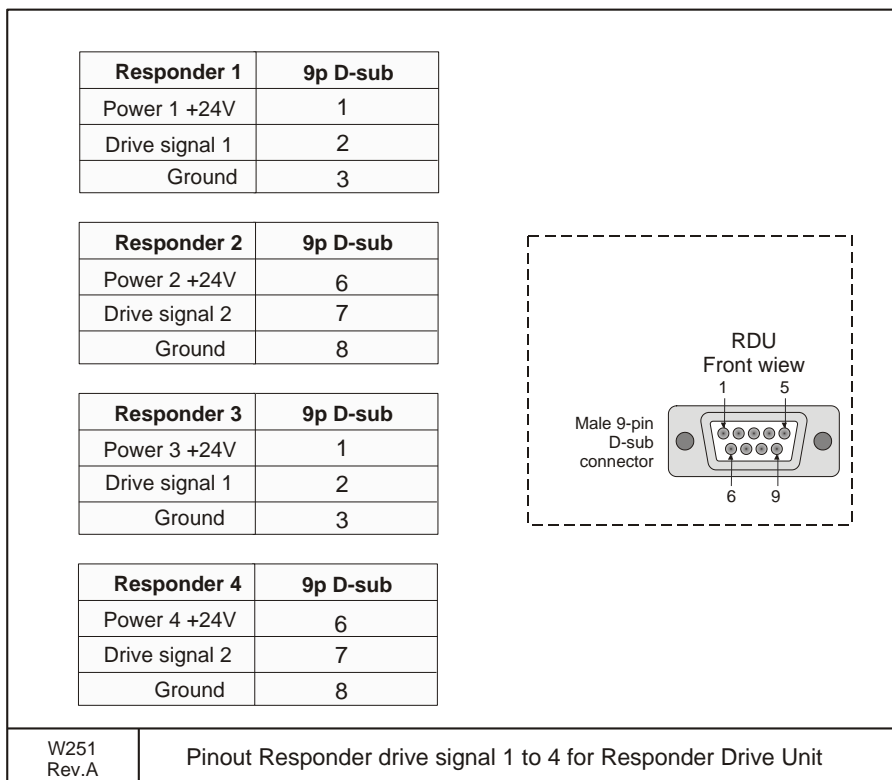 Responder 1 9p D-sub
Power 1 +24V 1
Drive signal 1 2
Ground 3
Responder 2 9p D-sub
Power 2 +24V 6
Drive signal 2 7
Ground 8
Responder 3 9p D-sub
Power 3 +24V 1
Drive signal 1 2
Ground 3
Responder 4 9p D-sub
Power 4 +24V 6
Drive signal 2 7
Ground 8
RDU
Front wiew
1 5
Male 9-pin
D-sub
connector
6 9
W251
Rev.A
Pinout Responder drive signal 1 to 4 for Responder Drive Unit